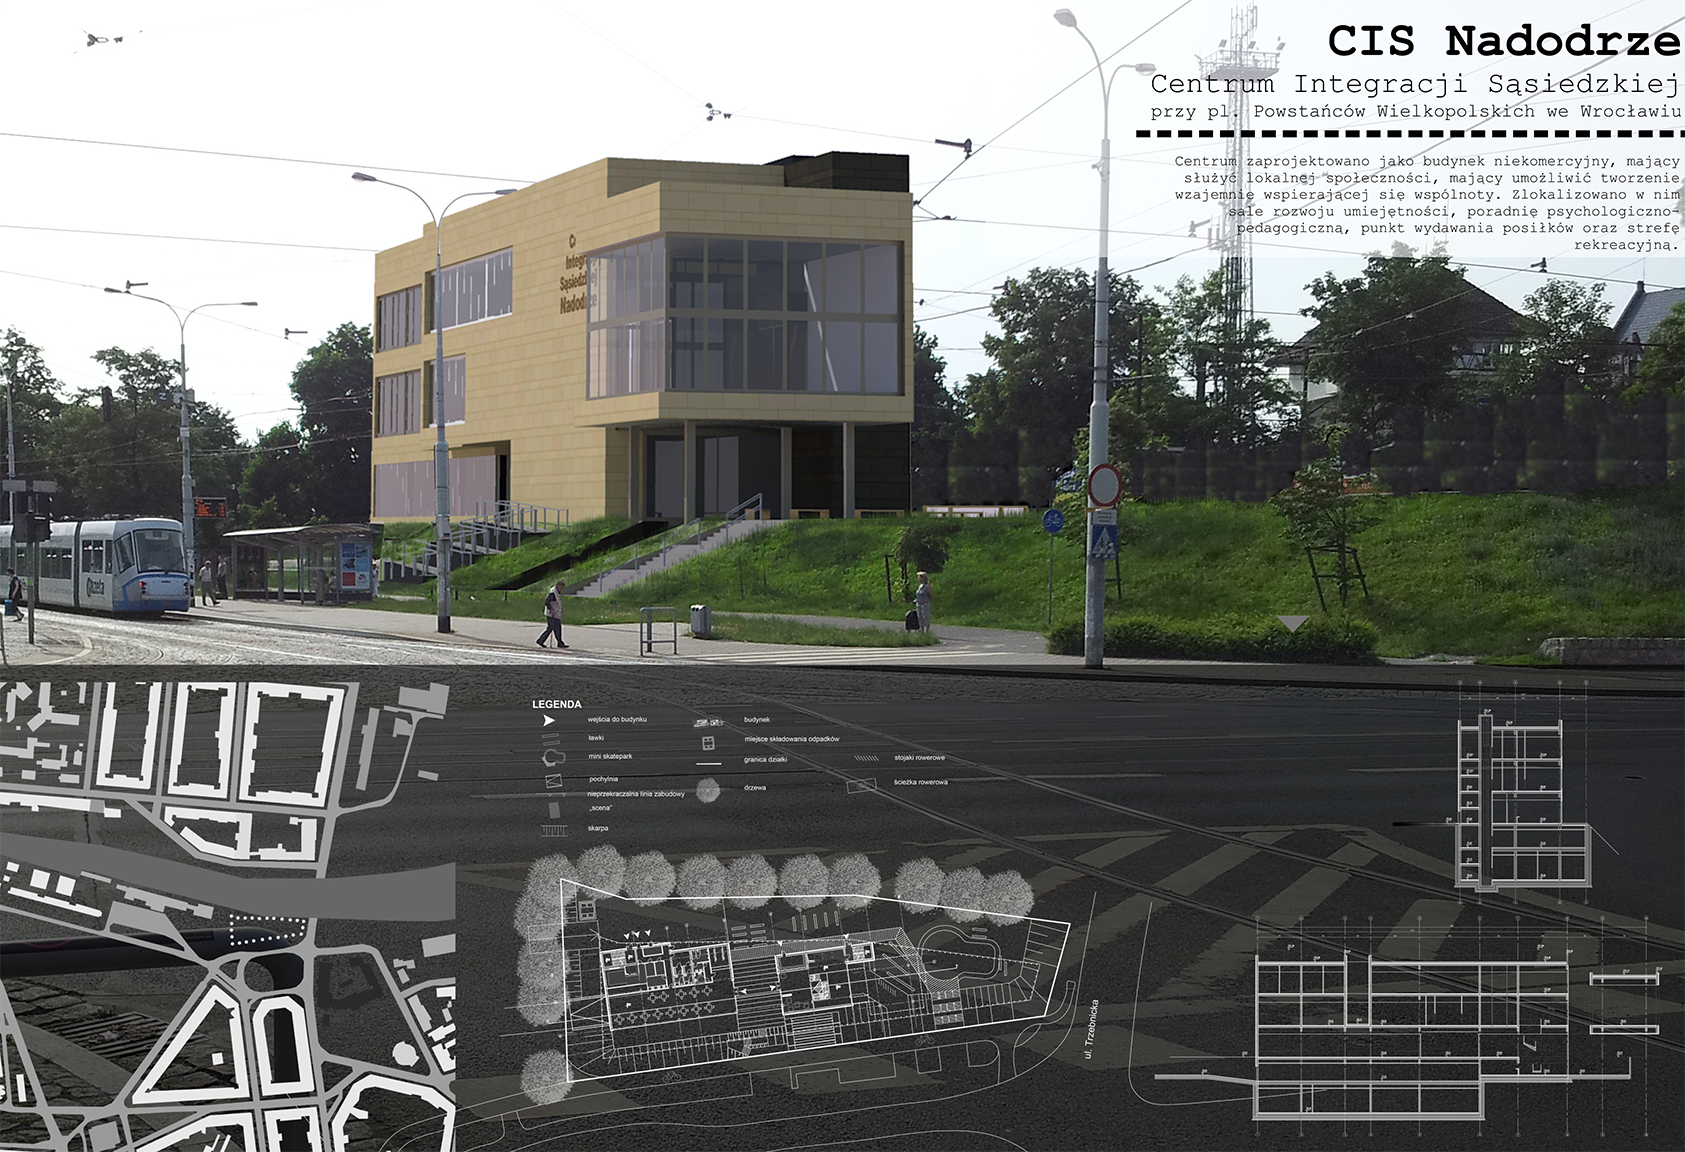 CIS Nadodrze
Centrum Integracji Sąsiedzkiej
przy pl. Powstańców Wielkopolskich we Wrocławiu
Centrum zaprojektowano jako budynek niekomercyjny, mający
służyć lokalnej społeczności, mający umożliwić tworzenie
wzajemnie wspierającej się wspólnoty. Zlokalizowano w nim
sale rozwoju umiejętności, poradnię psychologiczno-
pedagogiczną, punkt wydawania posiłków oraz strefę
rekreacyjną.
LEGENDA
wejścia do budynku
ławki
mini skatepark
pochylnia
nieprzekraczalna linia zabudowy
„scena"
skarpa
budynek
miejsce składowania odpadków
granica działki
drzewa
stojaki rowerowe
ścieżka rowerowa
ul. Trzebnicka